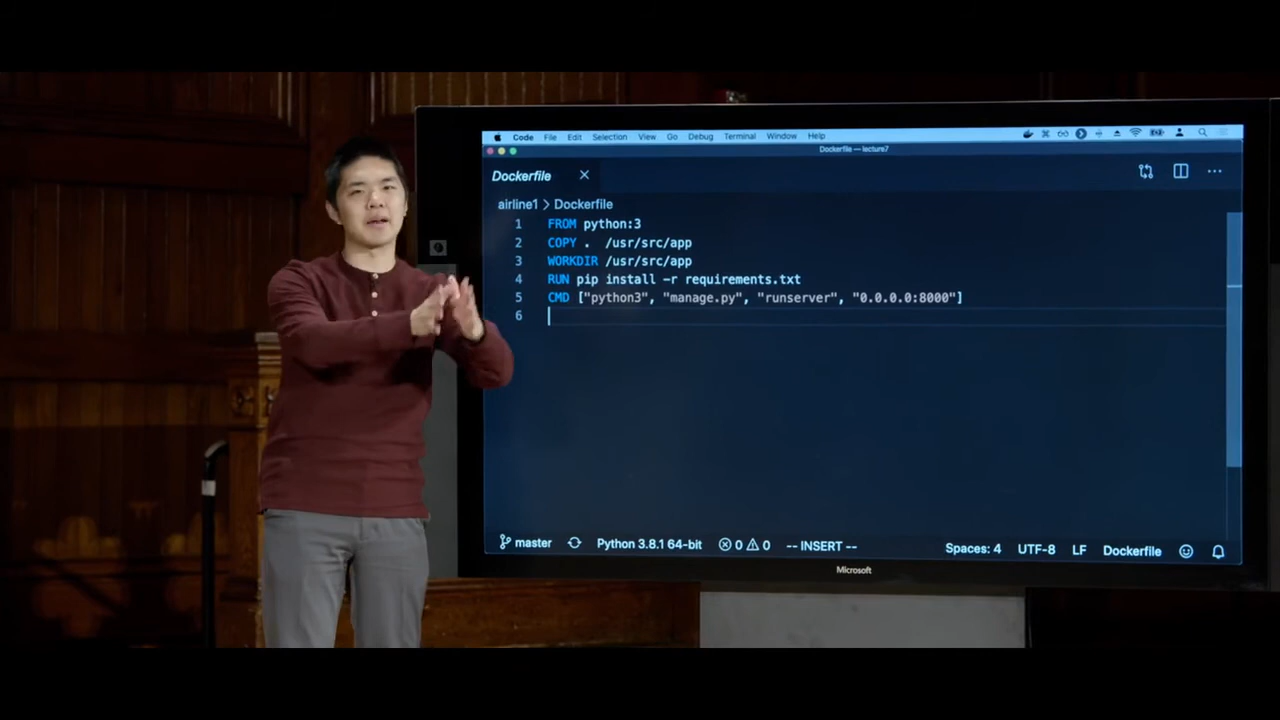 Code File Edit Selection View Go Debug Terminal Window Help
Dockerfile — lecture7
Dockerfile
airline1 > Dockerfile
1 FROM python:3
2 COPY . /usr/src/app
3 WORKDIR /usr/src/app
4 RUN pip install -r requirements.txt
5 CMD ["python3", "manage.py", "runserver", "0.0.0.0:8000"]
6
master Python 3.8.1 64-bit 0 0 -- INSERT -- Spaces: 4 UTF-8 LF Dockerfile
Microsoft